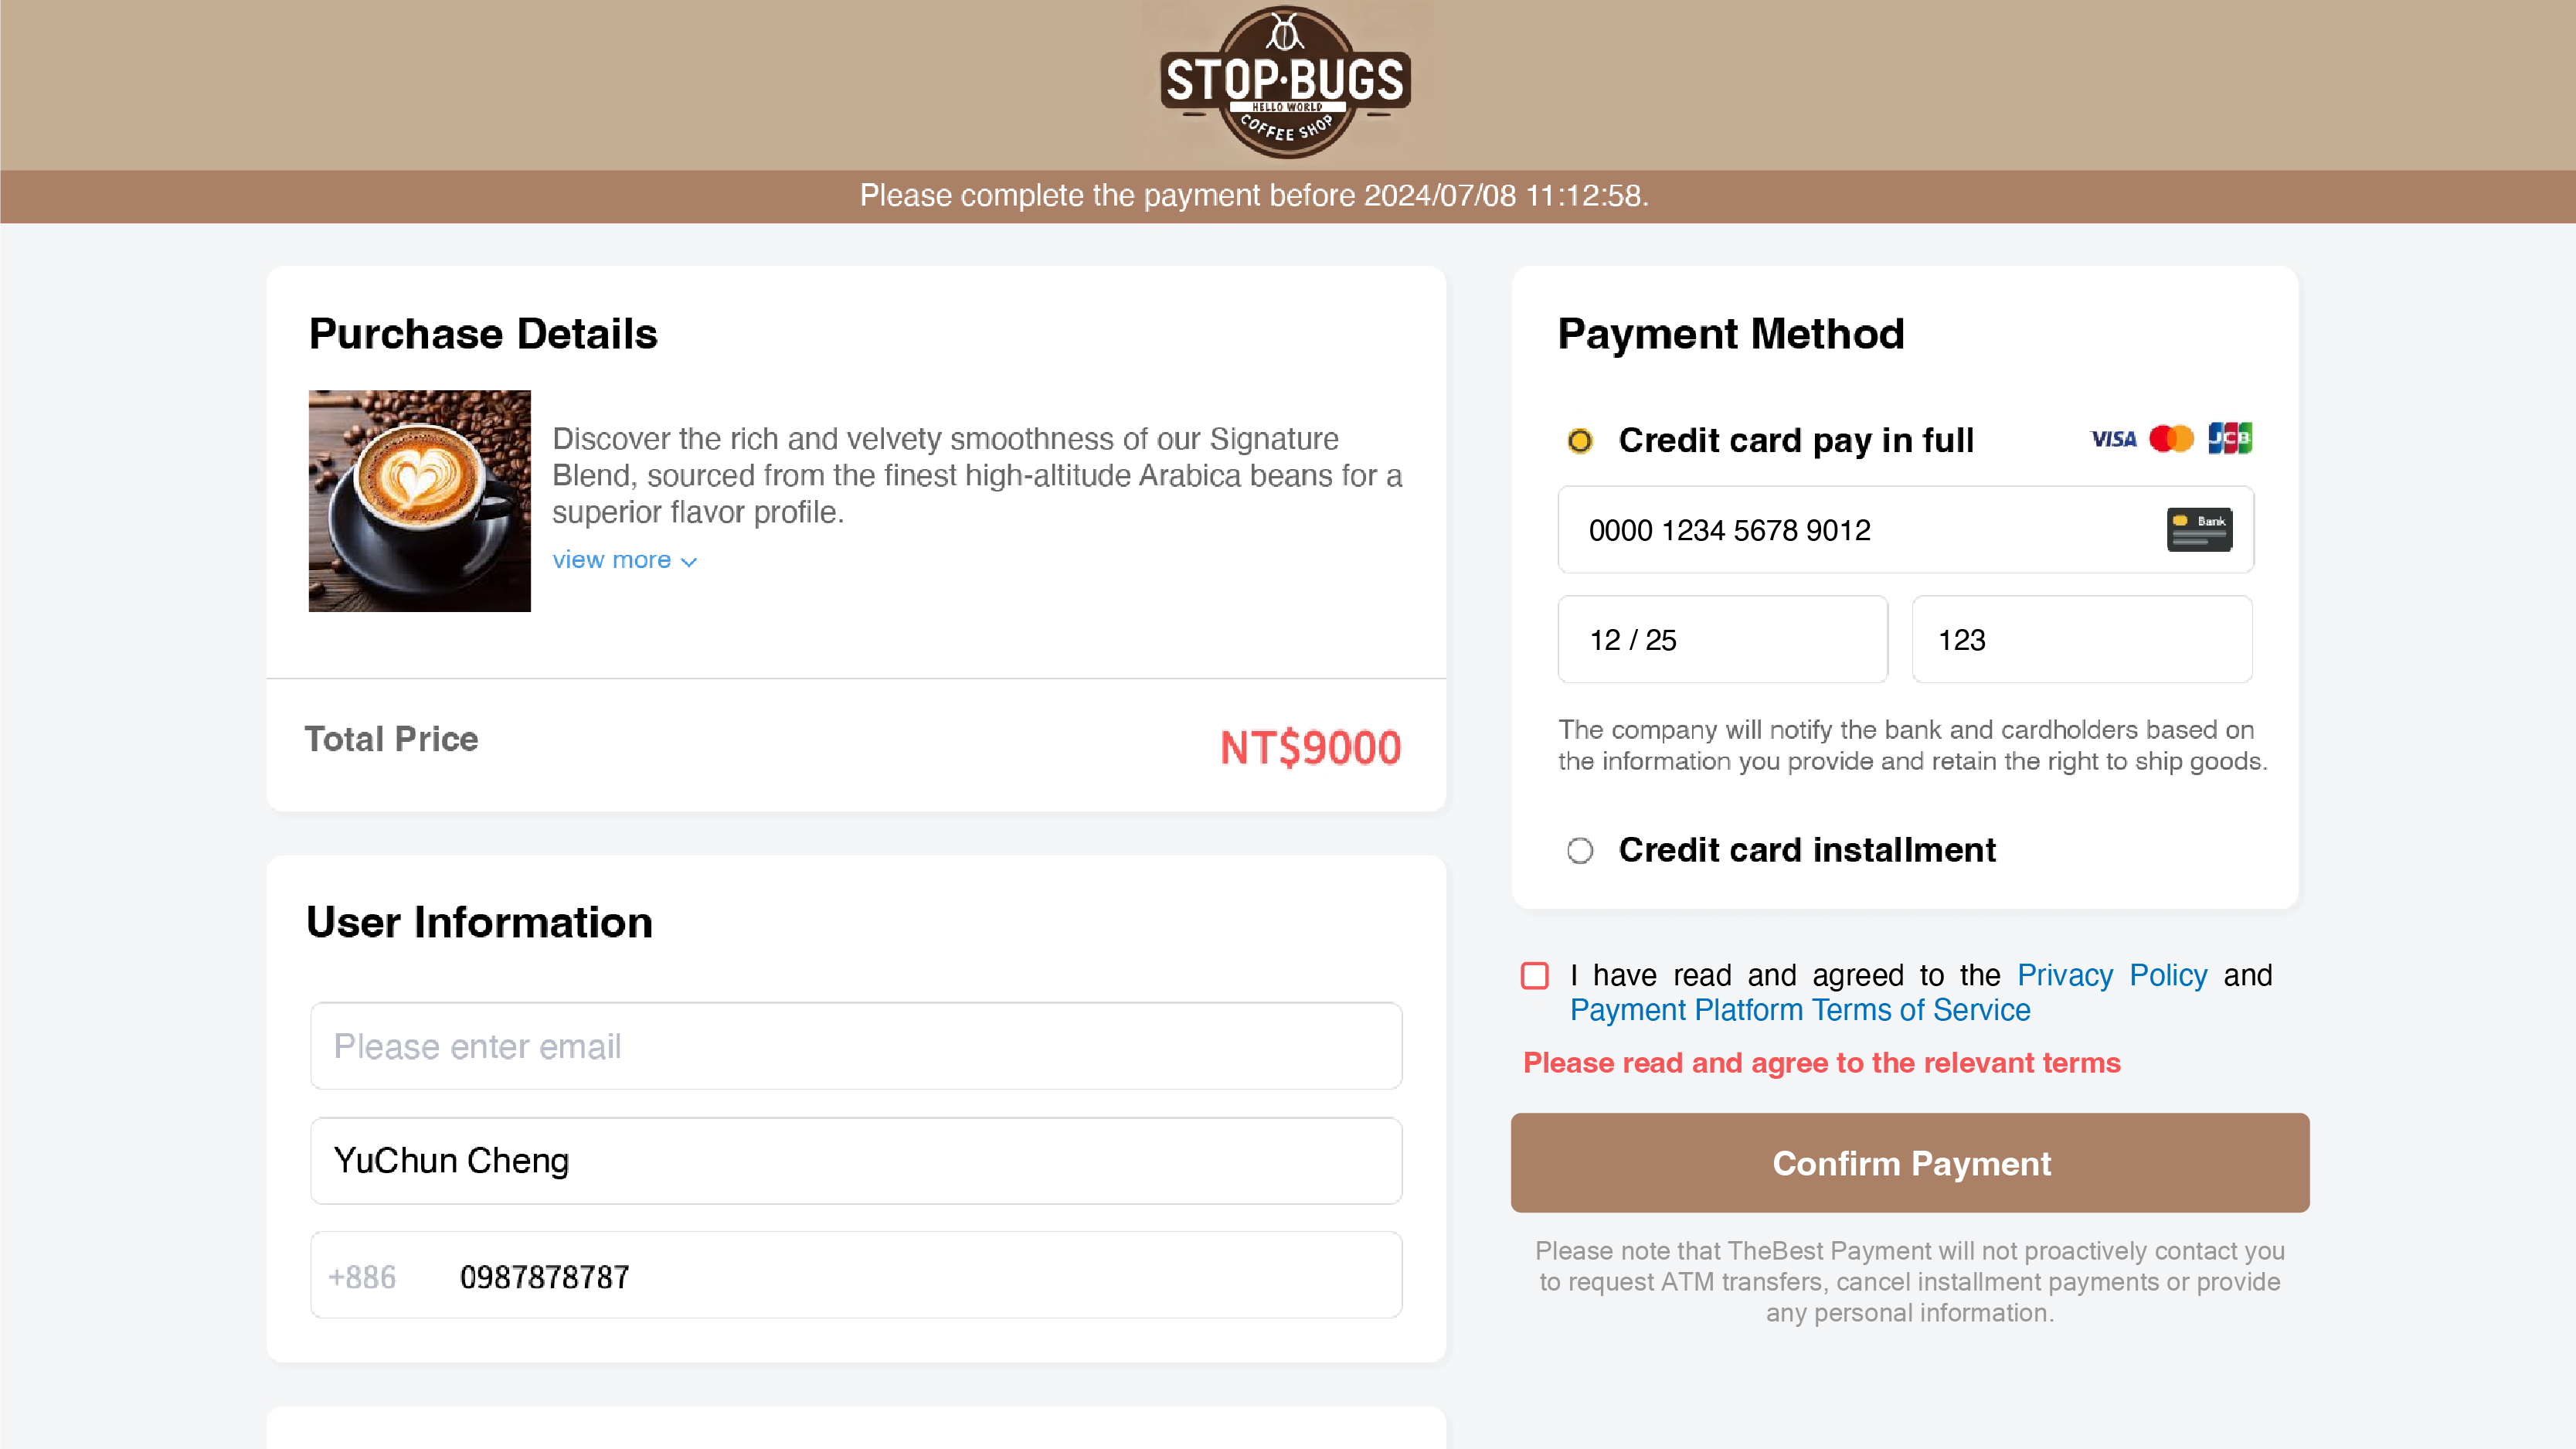 STOP·BUGS
HELLO WORLD
COFFEE SHOP
Please complete the payment before 2024/07/08 11:12:58.
Purchase Details
Discover the rich and velvety smoothness of our Signature
Blend, sourced from the finest high-altitude Arabica beans for a
superior flavor profile.
view more
Total Price
NT$9000
User Information
Please enter email
YuChun Cheng
+886 0987878787
Payment Method
Credit card pay in full
VISA
JCB
0000 1234 5678 9012
Bank
12 / 25
123
The company will notify the bank and cardholders based on
the information you provide and retain the right to ship goods.
Credit card installment
I have read and agreed to the Privacy Policy and
Payment Platform Terms of Service
Please read and agree to the relevant terms
Confirm Payment
Please note that TheBest Payment will not proactively contact you
to request ATM transfers, cancel installment payments or provide
any personal information.